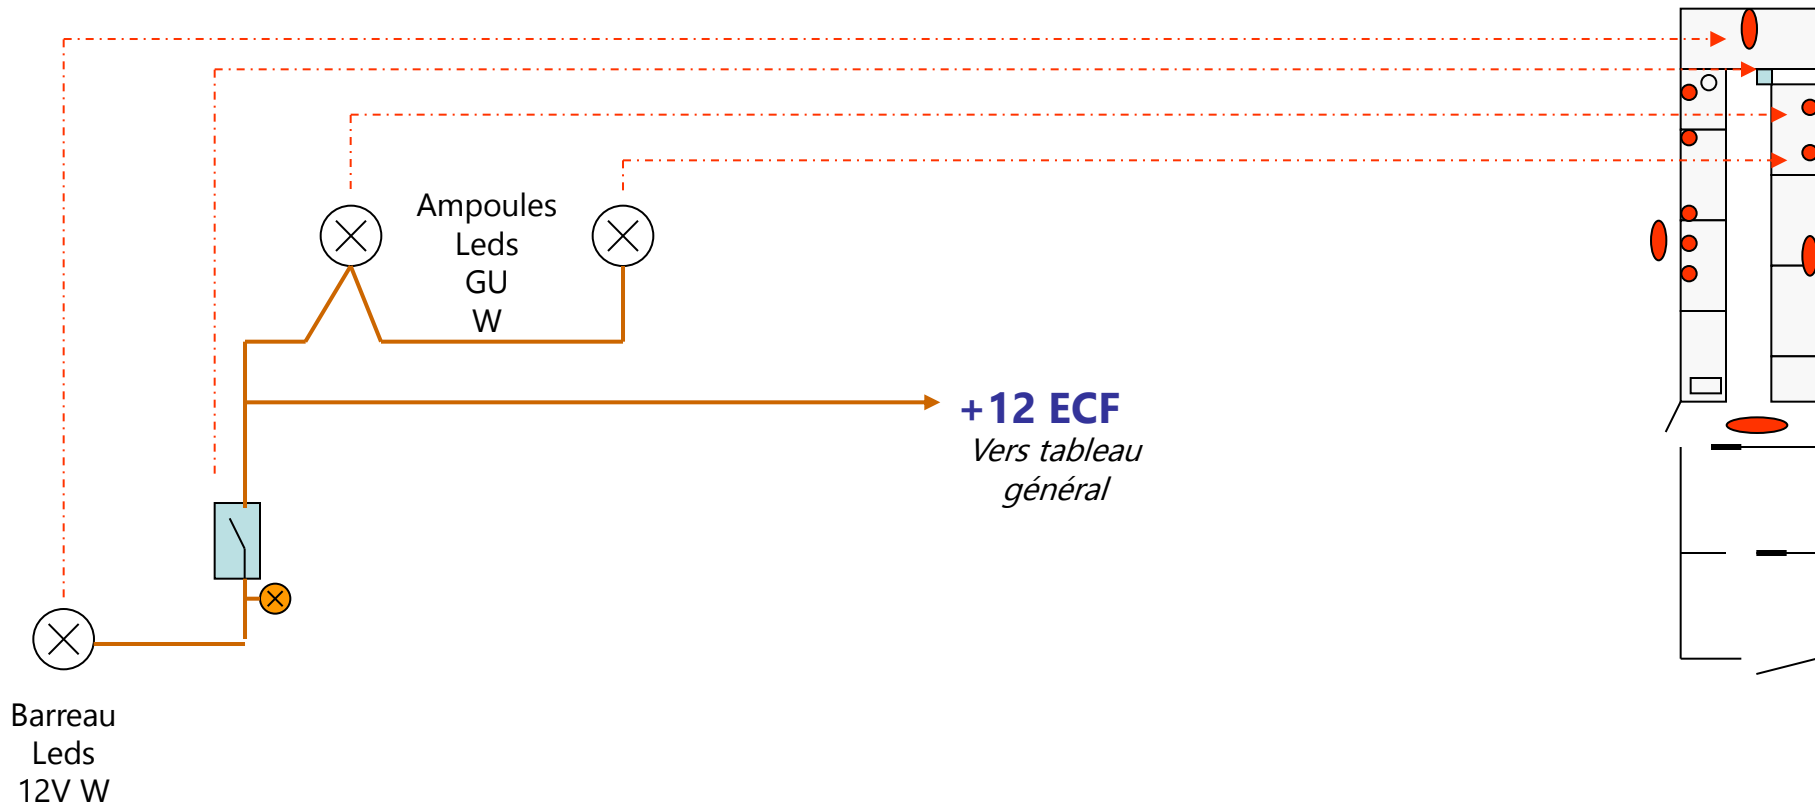 Ampoules
Leds
GU
W
+12 ECF
Vers tableau
général
Barreau
Leds
12V W